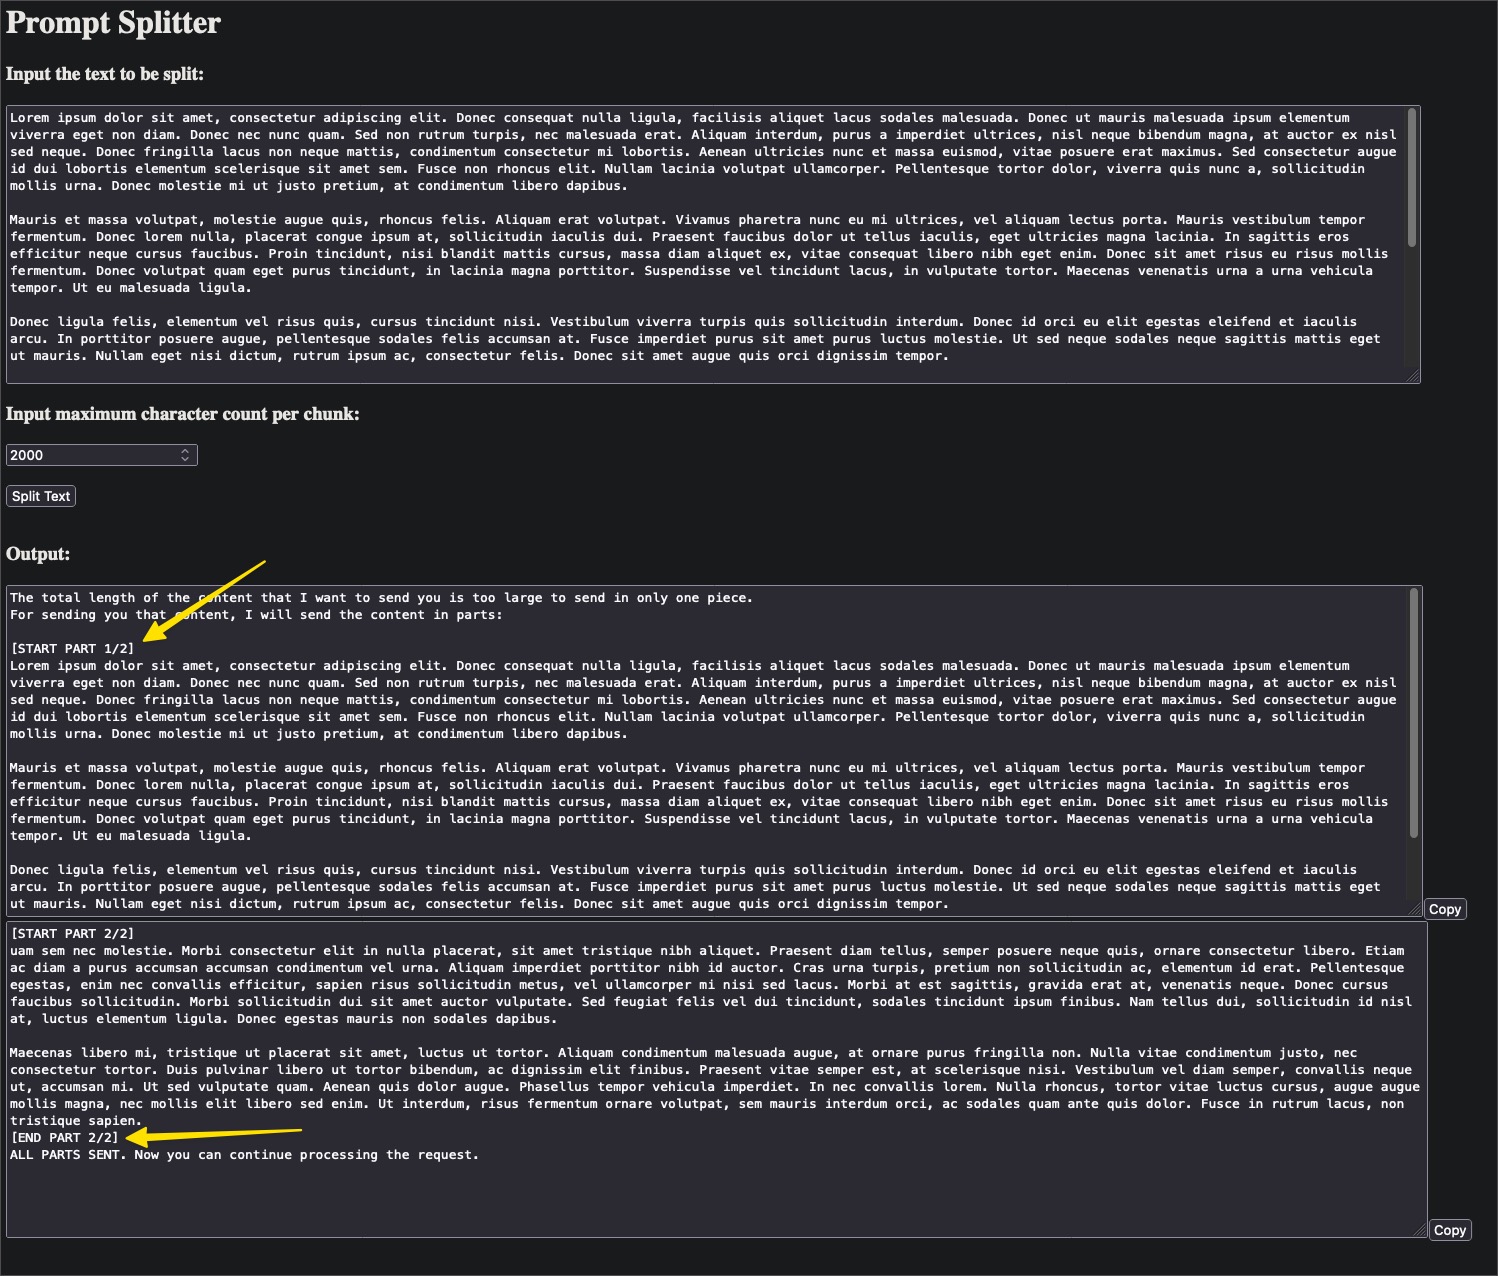 Prompt Splitter
Input the text to be split:
Lorem ipsum dolor sit amet, consectetur adipiscing elit. Donec consequat nulla ligula, facilisis aliquet lacus sodales malesuada. Donec ut mauris malesuada ipsum elementum
viverra eget non diam. Donec nec nunc quam. Sed non rutrum turpis, nec malesuada erat. Aliquam interdum, purus a imperdiet ultrices, nisl neque bibendum magna, at auctor ex nisl
sed neque. Donec fringilla lacus non neque mattis, condimentum consectetur mi lobortis. Aenean ultricies nunc et massa euismod, vitae posuere erat maximus. Sed consectetur augue
id dui lobortis elementum scelerisque sit amet sem. Fusce non rhoncus elit. Nullam lacinia volutpat ullamcorper. Pellentesque tortor dolor, viverra quis nunc a, sollicitudin
mollis urna. Donec molestie mi ut justo pretium, at condimentum libero dapibus.
Mauris et massa volutpat, molestie augue quis, rhoncus felis. Aliquam erat volutpat. Vivamus pharetra nunc eu mi ultrices, vel aliquam lectus porta. Mauris vestibulum tempor
fermentum. Donec lorem nulla, placerat congue ipsum at, sollicitudin iaculis dui. Praesent faucibus dolor ut tellus iaculis, eget ultricies magna lacinia. In sagittis eros
efficitur neque cursus faucibus. Proin tincidunt, nisi blandit mattis cursus, massa diam aliquet ex, vitae consequat libero nibh eget enim. Donec sit amet risus eu risus mollis
fermentum. Donec volutpat quam eget purus tincidunt, in lacinia magna porttitor. Suspendisse vel tincidunt lacus, in vulputate tortor. Maecenas venenatis urna a urna vehicula
tempor. Ut eu malesuada ligula.
Donec ligula felis, elementum vel risus quis, cursus tincidunt nisi. Vestibulum viverra turpis quis sollicitudin interdum. Donec id orci eu elit egestas eleifend et iaculis
arcu. In porttitor posuere augue, pellentesque sodales felis accumsan at. Fusce imperdiet purus sit amet purus luctus molestie. Ut sed neque sodales neque sagittis mattis eget
ut mauris. Nullam eget nisi dictum, rutrum ipsum ac, consectetur felis. Donec sit amet augue quis orci dignissim tempor.
Input maximum character count per chunk:
2000
Split Text
Output:
The total length of the content that I want to send you is too large to send in only one piece.
For sending you that content, I will send the content in parts:
[START PART 1/2]
Lorem ipsum dolor sit amet, consectetur adipiscing elit. Donec consequat nulla ligula, facilisis aliquet lacus sodales malesuada. Donec ut mauris malesuada ipsum elementum
viverra eget non diam. Donec nec nunc quam. Sed non rutrum turpis, nec malesuada erat. Aliquam interdum, purus a imperdiet ultrices, nisl neque bibendum magna, at auctor ex nisl
sed neque. Donec fringilla lacus non neque mattis, condimentum consectetur mi lobortis. Aenean ultricies nunc et massa euismod, vitae posuere erat maximus. Sed consectetur augue
id dui lobortis elementum scelerisque sit amet sem. Fusce non rhoncus elit. Nullam lacinia volutpat ullamcorper. Pellentesque tortor dolor, viverra quis nunc a, sollicitudin
mollis urna. Donec molestie mi ut justo pretium, at condimentum libero dapibus.
Mauris et massa volutpat, molestie augue quis, rhoncus felis. Aliquam erat volutpat. Vivamus pharetra nunc eu mi ultrices, vel aliquam lectus porta. Mauris vestibulum tempor
fermentum. Donec lorem nulla, placerat congue ipsum at, sollicitudin iaculis dui. Praesent faucibus dolor ut tellus iaculis, eget ultricies magna lacinia. In sagittis eros
efficitur neque cursus faucibus. Proin tincidunt, nisi blandit mattis cursus, massa diam aliquet ex, vitae consequat libero nibh eget enim. Donec sit amet risus eu risus mollis
fermentum. Donec volutpat quam eget purus tincidunt, in lacinia magna porttitor. Suspendisse vel tincidunt lacus, in vulputate tortor. Maecenas venenatis urna a urna vehicula
tempor. Ut eu malesuada ligula.
Donec ligula felis, elementum vel risus quis, cursus tincidunt nisi. Vestibulum viverra turpis quis sollicitudin interdum. Donec id orci eu elit egestas eleifend et iaculis
arcu. In porttitor posuere augue, pellentesque sodales felis accumsan at. Fusce imperdiet purus sit amet purus luctus molestie. Ut sed neque sodales neque sagittis mattis eget
ut mauris. Nullam eget nisi dictum, rutrum ipsum ac, consectetur felis. Donec sit amet augue quis orci dignissim tempor.
Copy
[START PART 2/2]
uam sem nec molestie. Morbi consectetur elit in nulla placerat, sit amet tristique nibh aliquet. Praesent diam tellus, semper posuere neque quis, ornare consectetur libero. Etiam
ac diam a purus accumsan accumsan condimentum vel urna. Aliquam imperdiet porttitor nibh id auctor. Cras urna turpis, pretium non sollicitudin ac, elementum id erat. Pellentesque
egestas, enim nec convallis efficitur, sapien risus sollicitudin metus, vel ullamcorper mi nisi sed lacus. Morbi at est sagittis, gravida erat at, venenatis neque. Donec cursus
faucibus sollicitudin. Morbi sollicitudin dui sit amet auctor vulputate. Sed feugiat felis vel dui tincidunt, sodales tincidunt ipsum finibus. Nam tellus dui, sollicitudin id nisl
at, luctus elementum ligula. Donec egestas mauris non sodales dapibus.
Maecenas libero mi, tristique ut placerat sit amet, luctus ut tortor. Aliquam condimentum malesuada augue, at ornare purus fringilla non. Nulla vitae condimentum justo, nec
consectetur tortor. Duis pulvinar libero ut tortor bibendum, ac dignissim elit finibus. Praesent vitae semper est, at scelerisque nisi. Vestibulum vel diam semper, convallis neque
ut, accumsan mi. Ut sed vulputate quam. Aenean quis dolor augue. Phasellus tempor vehicula imperdiet. In nec convallis lorem. Nulla rhoncus, tortor vitae luctus cursus, augue augue
mollis magna, nec mollis elit libero sed enim. Ut interdum, risus fermentum ornare volutpat, sem mauris interdum orci, ac sodales quam ante quis dolor. Fusce in rutrum lacus, non
tristique sapien.
[END PART 2/2]
ALL PARTS SENT. Now you can continue processing the request.
Copy